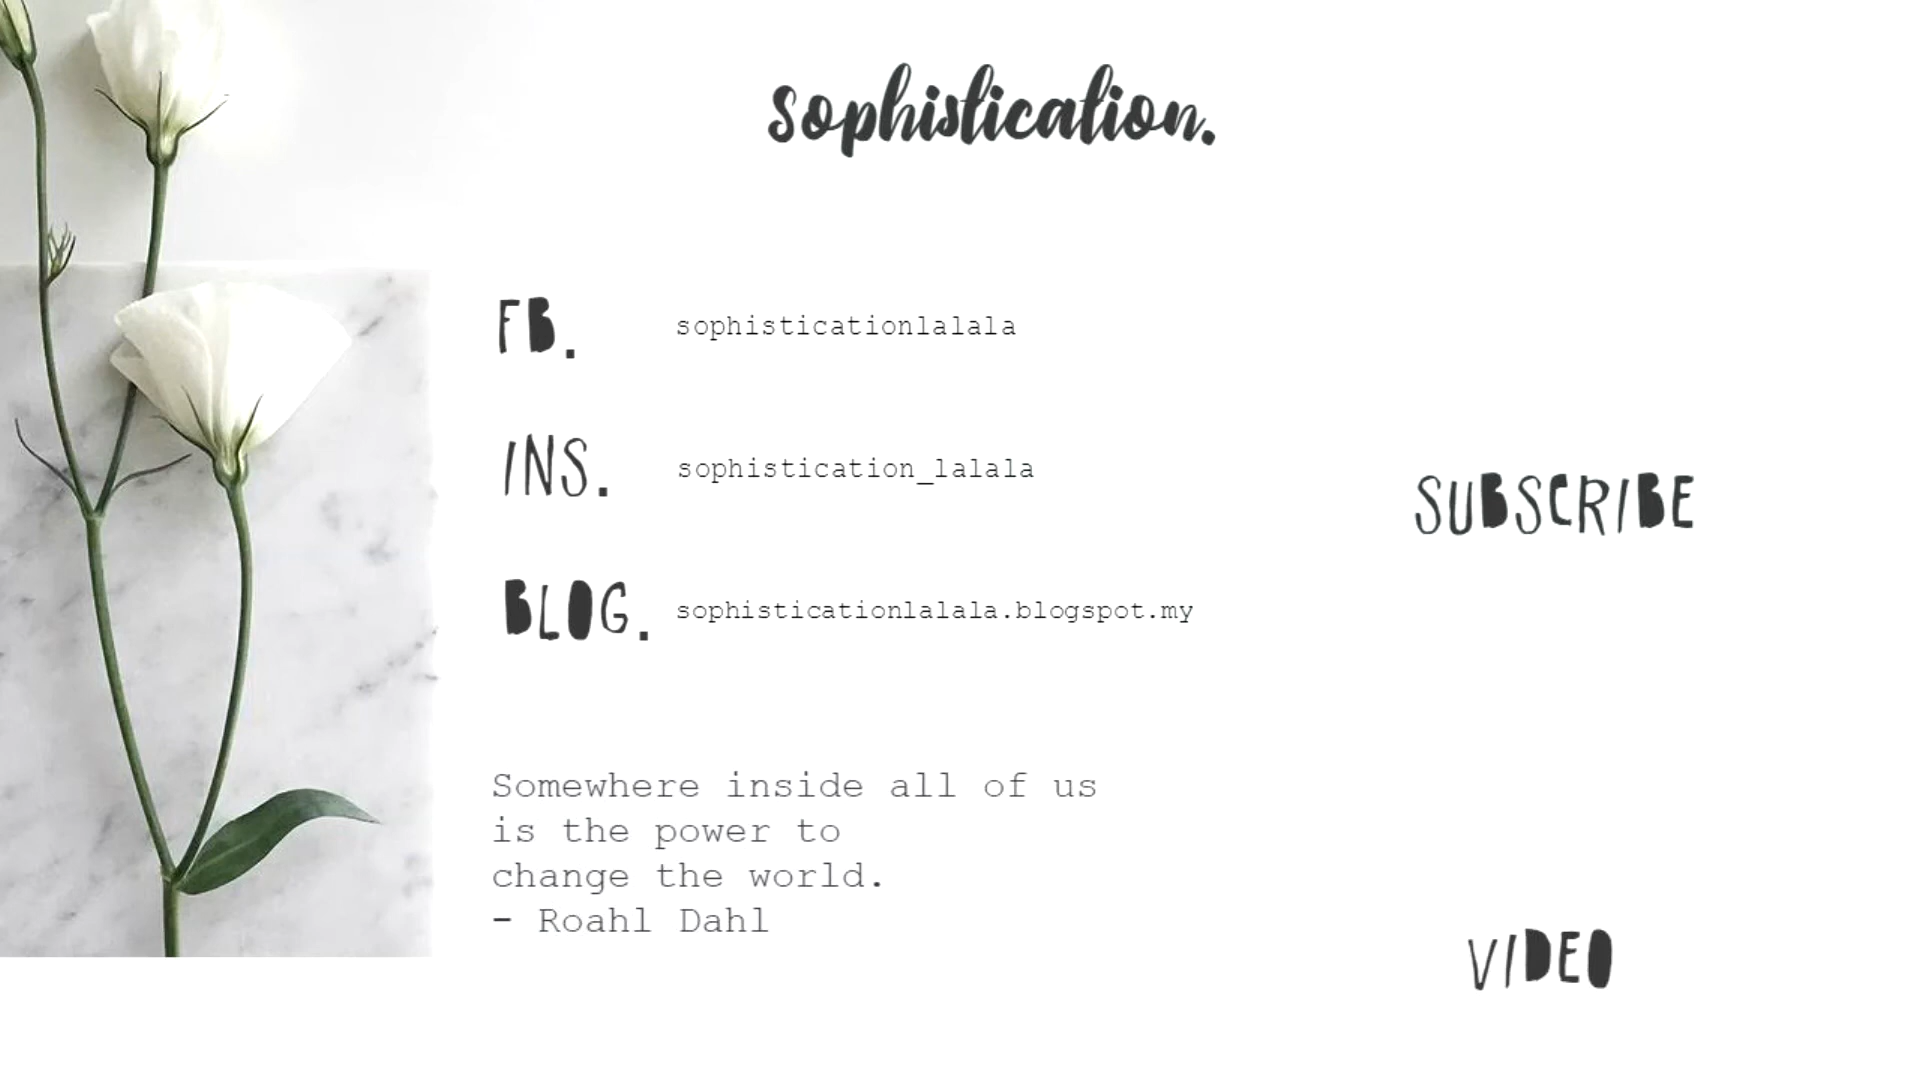 sophistication.
FB. sophisticationlalala
INS. sophistication_lalala
SUBSCRIBE
BLOG. sophisticationlalala.blogspot.my
Somewhere inside all of us
is the power to
change the world.
- Roahl Dahl
VIDEO